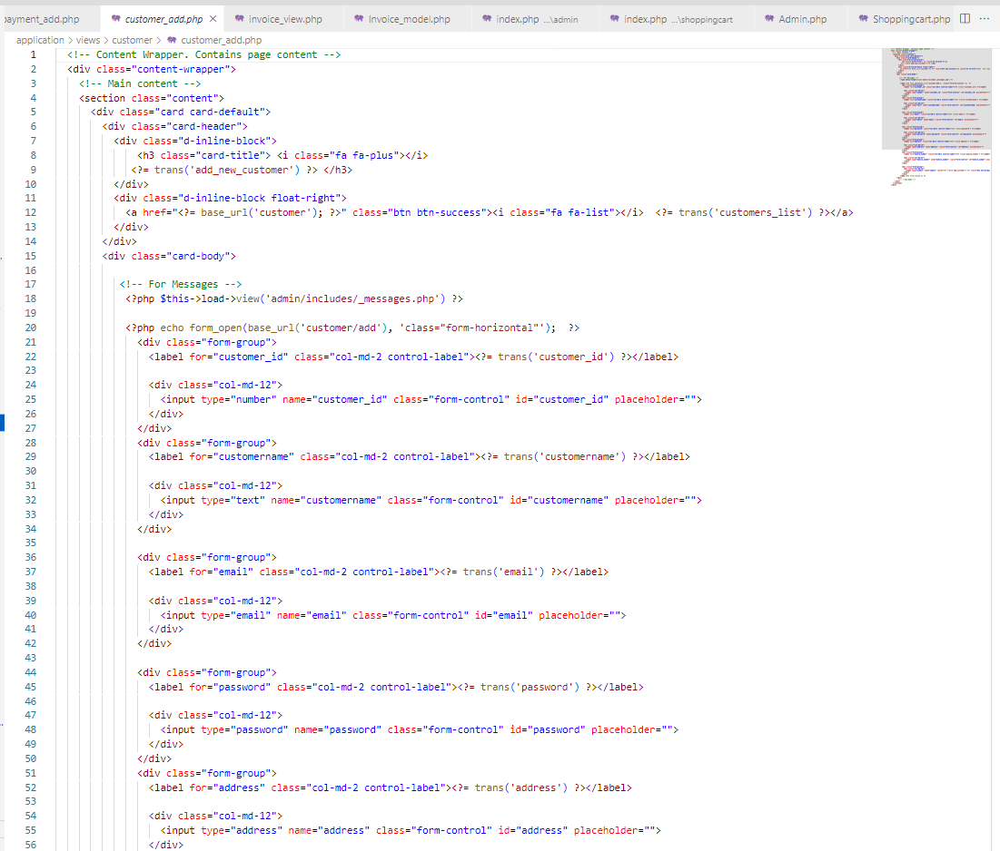 payment_add.php customer_add.php × invoice_view.php Invoice_model.php index.php ...\admin index.php ...\shoppingcart Admin.php Shoppingcart.php ···
application > views > customer > customer_add.php
1 <!-- Content Wrapper. Contains page content -->
2 <div class="content-wrapper">
3 <!-- Main content -->
4 <section class="content">
5 <div class="card card-default">
6 <div class="card-header">
7 <div class="d-inline-block">
8 <h3 class="card-title"> <i class="fa fa-plus"></i>
9 <?= trans('add_new_customer') ?> </h3>
10 </div>
11 <div class="d-inline-block float-right">
12 <a href="<?= base_url('customer'); ?>" class="btn btn-success"><i class="fa fa-list"></i>  <?= trans('customers_list') ?></a>
13 </div>
14 </div>
15 <div class="card-body">
16
17 <!-- For Messages -->
18 <?php $this->load->view('admin/includes/_messages.php') ?>
19
20 <?php echo form_open(base_url('customer/add'), 'class="form-horizontal"');  ?>
21 <div class="form-group">
22 <label for="customer_id" class="col-md-2 control-label"><?= trans('customer_id') ?></label>
23
24 <div class="col-md-12">
25 <input type="number" name="customer_id" class="form-control" id="customer_id" placeholder="">
26 </div>
27 </div>
28 <div class="form-group">
29 <label for="customername" class="col-md-2 control-label"><?= trans('customername') ?></label>
30
31 <div class="col-md-12">
32 <input type="text" name="customername" class="form-control" id="customername" placeholder="">
33 </div>
34 </div>
35
36 <div class="form-group">
37 <label for="email" class="col-md-2 control-label"><?= trans('email') ?></label>
38
39 <div class="col-md-12">
40 <input type="email" name="email" class="form-control" id="email" placeholder="">
41 </div>
42 </div>
43
44 <div class="form-group">
45 <label for="password" class="col-md-2 control-label"><?= trans('password') ?></label>
46
47 <div class="col-md-12">
48 <input type="password" name="password" class="form-control" id="password" placeholder="">
49 </div>
50 </div>
51 <div class="form-group">
52 <label for="address" class="col-md-2 control-label"><?= trans('address') ?></label>
53
54 <div class="col-md-12">
55 <input type="address" name="address" class="form-control" id="address" placeholder="">
56 </div>